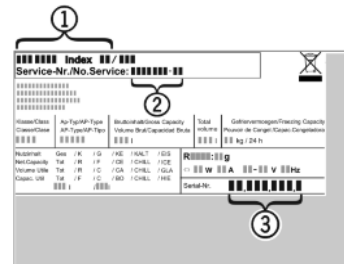 1
Index /
Service-Nr./No.Service: -
2
Klasse/Class Ap-Typ/AP-Type Bruttoinhalt/Gross Capacity Total Gefriervermoegen/Freezing Capacity
Classe/Clase AP-Type/AP-Tipo Volume Brut/Capacidad Bruta volume Pouvoir de Congel./Capac.Congeladora
I I kg / 24 h
Nutzinhalt Ges / K / G / KE / KALT / EIS
Net.Capacity Tot / R / F / CE / CHILL / ICE
Volume Utile Tot / R / C / CA / CHILL / GLA
Capac. Util Tot / F / C / BO / CHILL / HIE
R : g
W A - V Hz
Serial-Nr.
3